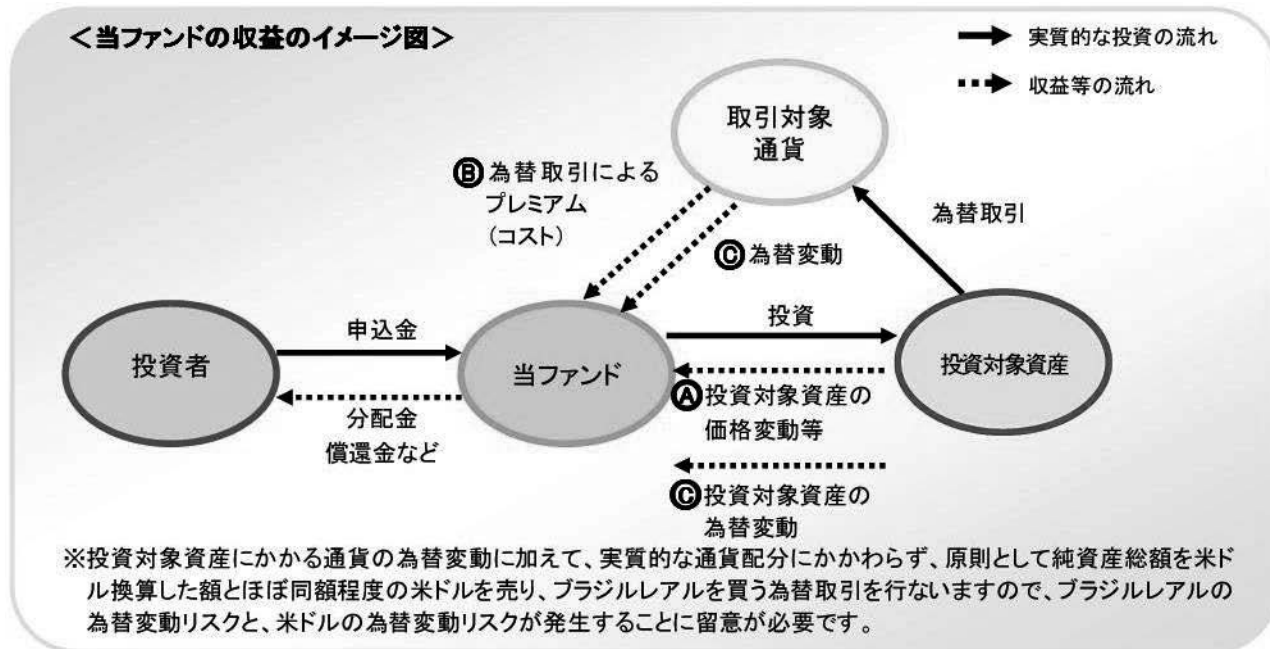 <当ファンドの収益のイメージ図>
実質的な投資の流れ
収益等の流れ
取引対象
通貨
Ⓑ為替取引による
プレミアム
(コスト)
Ⓒ為替変動
為替取引
投資者
申込金
分配金
償還金など
当ファンド
投資
Ⓐ投資対象資産の
価格変動等
Ⓒ投資対象資産の
為替変動
投資対象資産
※投資対象資産にかかる通貨の為替変動に加えて、実質的な通貨配分にかかわらず、原則として純資産総額を米ド
ル換算した額とほぼ同額程度の米ドルを売り、ブラジルレアルを買う為替取引を行ないますので、ブラジルレアルの
為替変動リスクと、米ドルの為替変動リスクが発生することに留意が必要です。